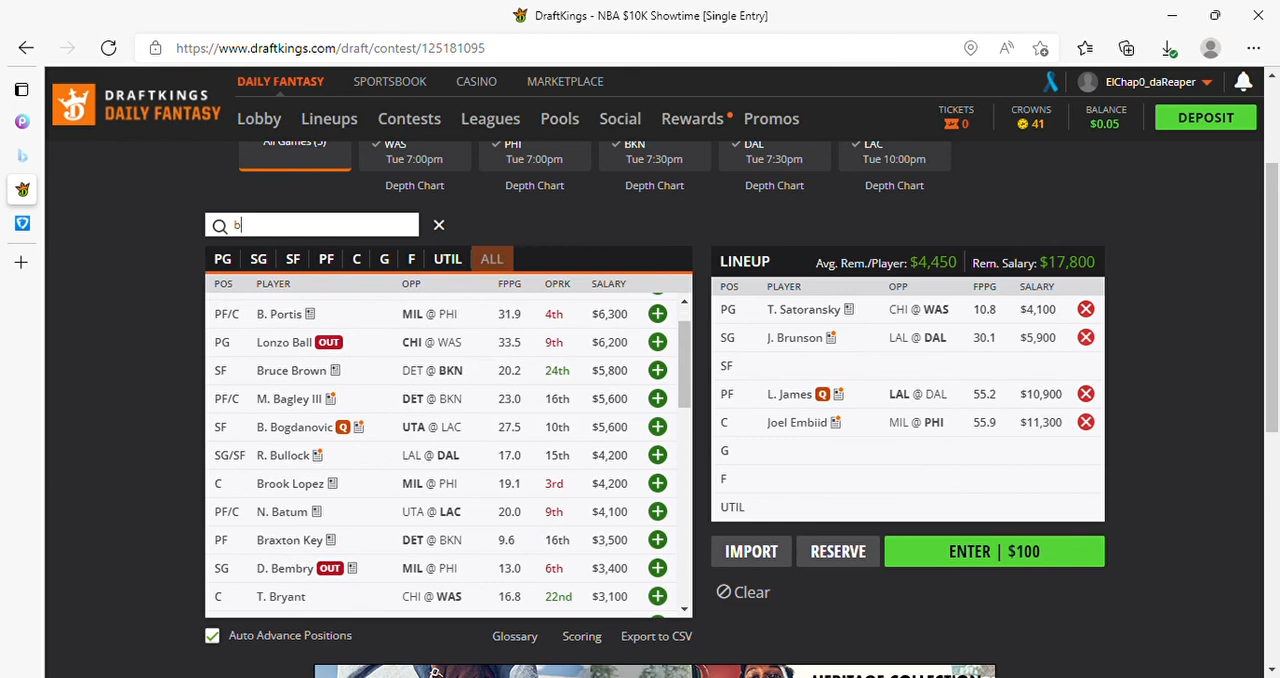 DraftKings - NBA $10K Showtime [Single Entry]
https://www.draftkings.com/draft/contest/125181095
DRAFTKINGS
DAILY FANTASY
DAILY FANTASY SPORTSBOOK CASINO MARKETPLACE
ElChap0_daReaper
Lobby Lineups Contests Leagues Pools Social Rewards Promos
TICKETS 0
CROWNS 41
BALANCE $0.05
DEPOSIT
All Games (5)
WAS PHI BKN DAL LAC
Tue 7:00pm Tue 7:00pm Tue 7:30pm Tue 7:30pm Tue 10:00pm
Depth Chart Depth Chart Depth Chart Depth Chart Depth Chart
b
PG SG SF PF C G F UTIL ALL
POS PLAYER OPP FPPG OPRK SALARY
PF/C B. Portis MIL @ PHI 31.9 4th $6,300
PG Lonzo Ball OUT CHI @ WAS 33.5 9th $6,200
SF Bruce Brown DET @ BKN 20.2 24th $5,800
PF/C M. Bagley III DET @ BKN 23.0 16th $5,600
SF B. Bogdanovic Q UTA @ LAC 27.5 10th $5,600
SG/SF R. Bullock LAL @ DAL 17.0 15th $4,200
C Brook Lopez MIL @ PHI 19.1 3rd $4,200
PF/C N. Batum UTA @ LAC 20.0 9th $4,100
PF Braxton Key DET @ BKN 9.6 16th $3,500
SG D. Bembry OUT MIL @ PHI 13.0 6th $3,400
C T. Bryant CHI @ WAS 16.8 22nd $3,100
Auto Advance Positions Glossary Scoring Export to CSV
LINEUP Avg. Rem./Player: $4,450 Rem. Salary: $17,800
POS PLAYER OPP FPPG SALARY
PG T. Satoransky CHI @ WAS 10.8 $4,100
SG J. Brunson LAL @ DAL 30.1 $5,900
SF
PF L. James Q LAL @ DAL 55.2 $10,900
C Joel Embiid MIL @ PHI 55.9 $11,300
G
F
UTIL
IMPORT RESERVE ENTER | $100
Clear
HERITAGE COLLECTION